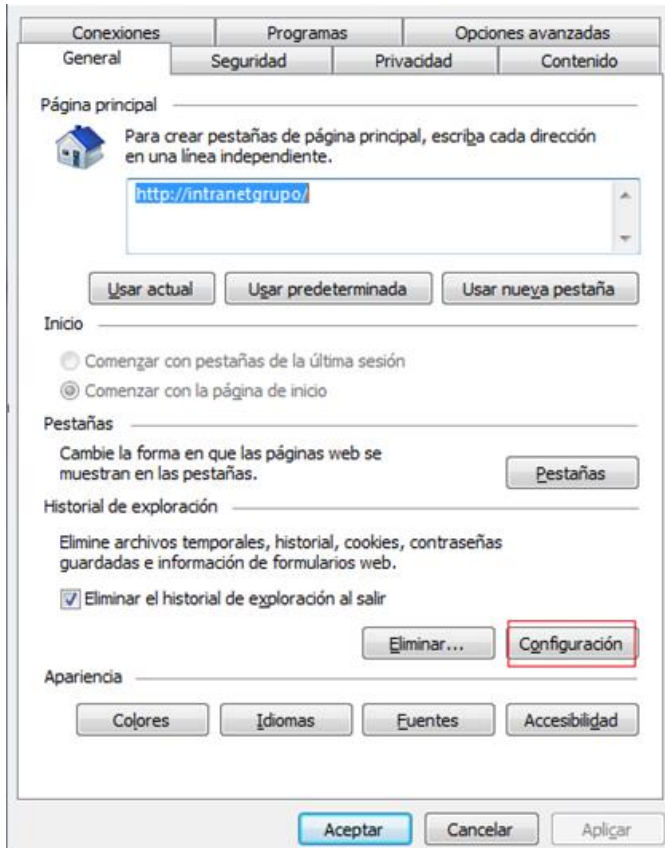 Conexiones Programas Opciones avanzadas
General Seguridad Privacidad Contenido
Página principal
Para crear pestañas de página principal, escriba cada dirección
en una línea independiente.
http://intranetgrupo/
Usar actual Usar predeterminada Usar nueva pestaña
Inicio
Comenzar con pestañas de la última sesión
Comenzar con la página de inicio
Pestañas
Cambie la forma en que las páginas web se
muestran en las pestañas.
Pestañas
Historial de exploración
Elimine archivos temporales, historial, cookies, contraseñas
guardadas e información de formularios web.
Eliminar el historial de exploración al salir
Eliminar... Configuración
Apariencia
Colores Idiomas Fuentes Accesibilidad
Aceptar Cancelar Aplicar